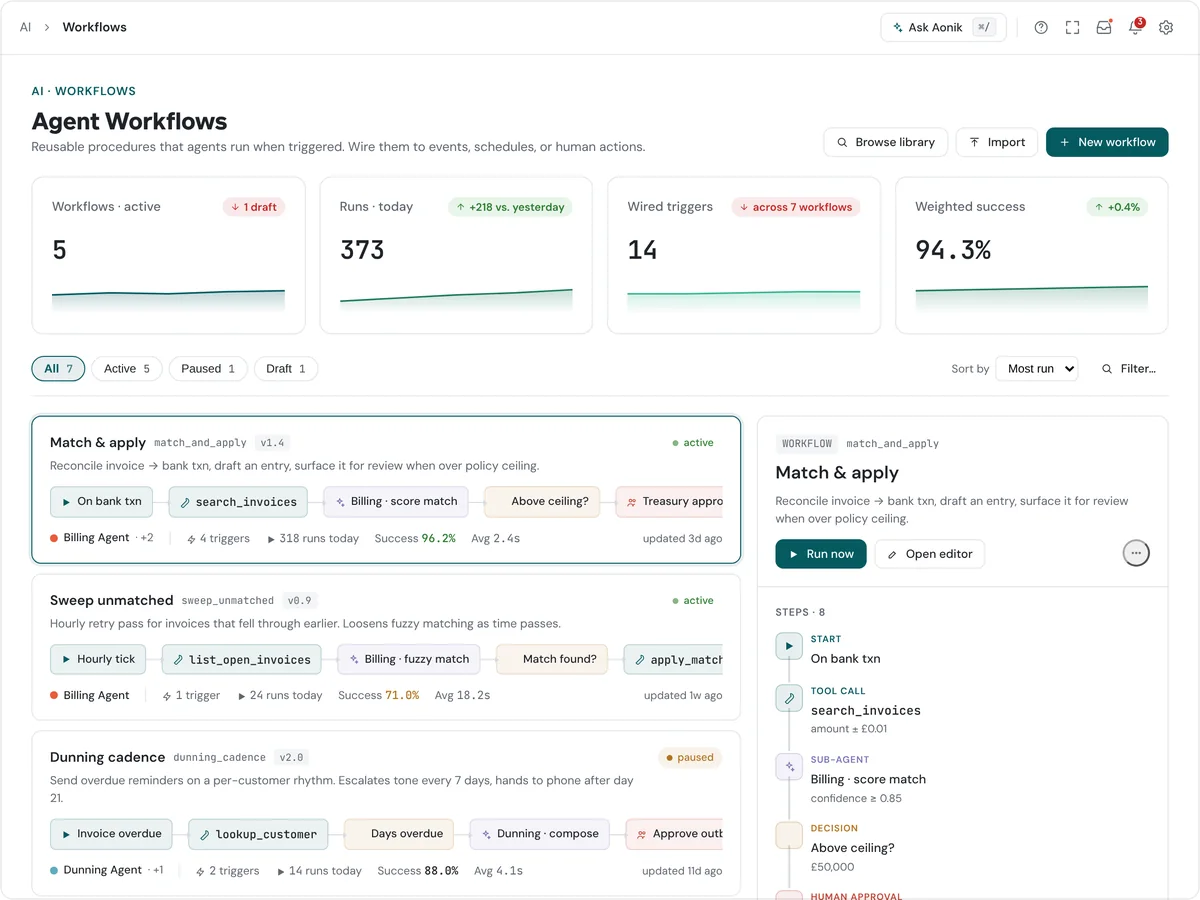 AI > Workflows
Ask Aonik ⌘/
3
AI · WORKFLOWS
Agent Workflows
Reusable procedures that agents run when triggered. Wire them to events, schedules, or human actions.
Browse library
Import
+ New workflow
Workflows · active
↓ 1 draft
5
Runs · today
↑ +218 vs. yesterday
373
Wired triggers
↓ across 7 workflows
14
Weighted success
↑ +0.4%
94.3%
All 7
Active 5
Paused 1
Draft 1
Sort by
Most run
Filter…
Match & apply match_and_apply v1.4
active
Reconcile invoice → bank txn, draft an entry, surface it for review when over policy ceiling.
On bank txn
search_invoices
Billing · score match
Above ceiling?
Treasury appro
Billing Agent · +2
4 triggers
318 runs today
Success 96.2%
Avg 2.4s
updated 3d ago
Sweep unmatched sweep_unmatched v0.9
active
Hourly retry pass for invoices that fell through earlier. Loosens fuzzy matching as time passes.
Hourly tick
list_open_invoices
Billing · fuzzy match
Match found?
apply_match
Billing Agent
1 trigger
24 runs today
Success 71.0%
Avg 18.2s
updated 1w ago
Dunning cadence dunning_cadence v2.0
paused
Send overdue reminders on a per-customer rhythm. Escalates tone every 7 days, hands to phone after day
21.
Invoice overdue
lookup_customer
Days overdue
Dunning · compose
Approve outb
Dunning Agent · +1
2 triggers
14 runs today
Success 88.0%
Avg 4.1s
updated 11d ago
WORKFLOW match_and_apply
Match & apply
Reconcile invoice → bank txn, draft an entry, surface it for review
when over policy ceiling.
Run now
Open editor
STEPS · 8
START
On bank txn
TOOL CALL
search_invoices
amount ± £0.01
SUB-AGENT
Billing · score match
confidence ≥ 0.85
DECISION
Above ceiling?
£50,000
HUMAN APPROVAL